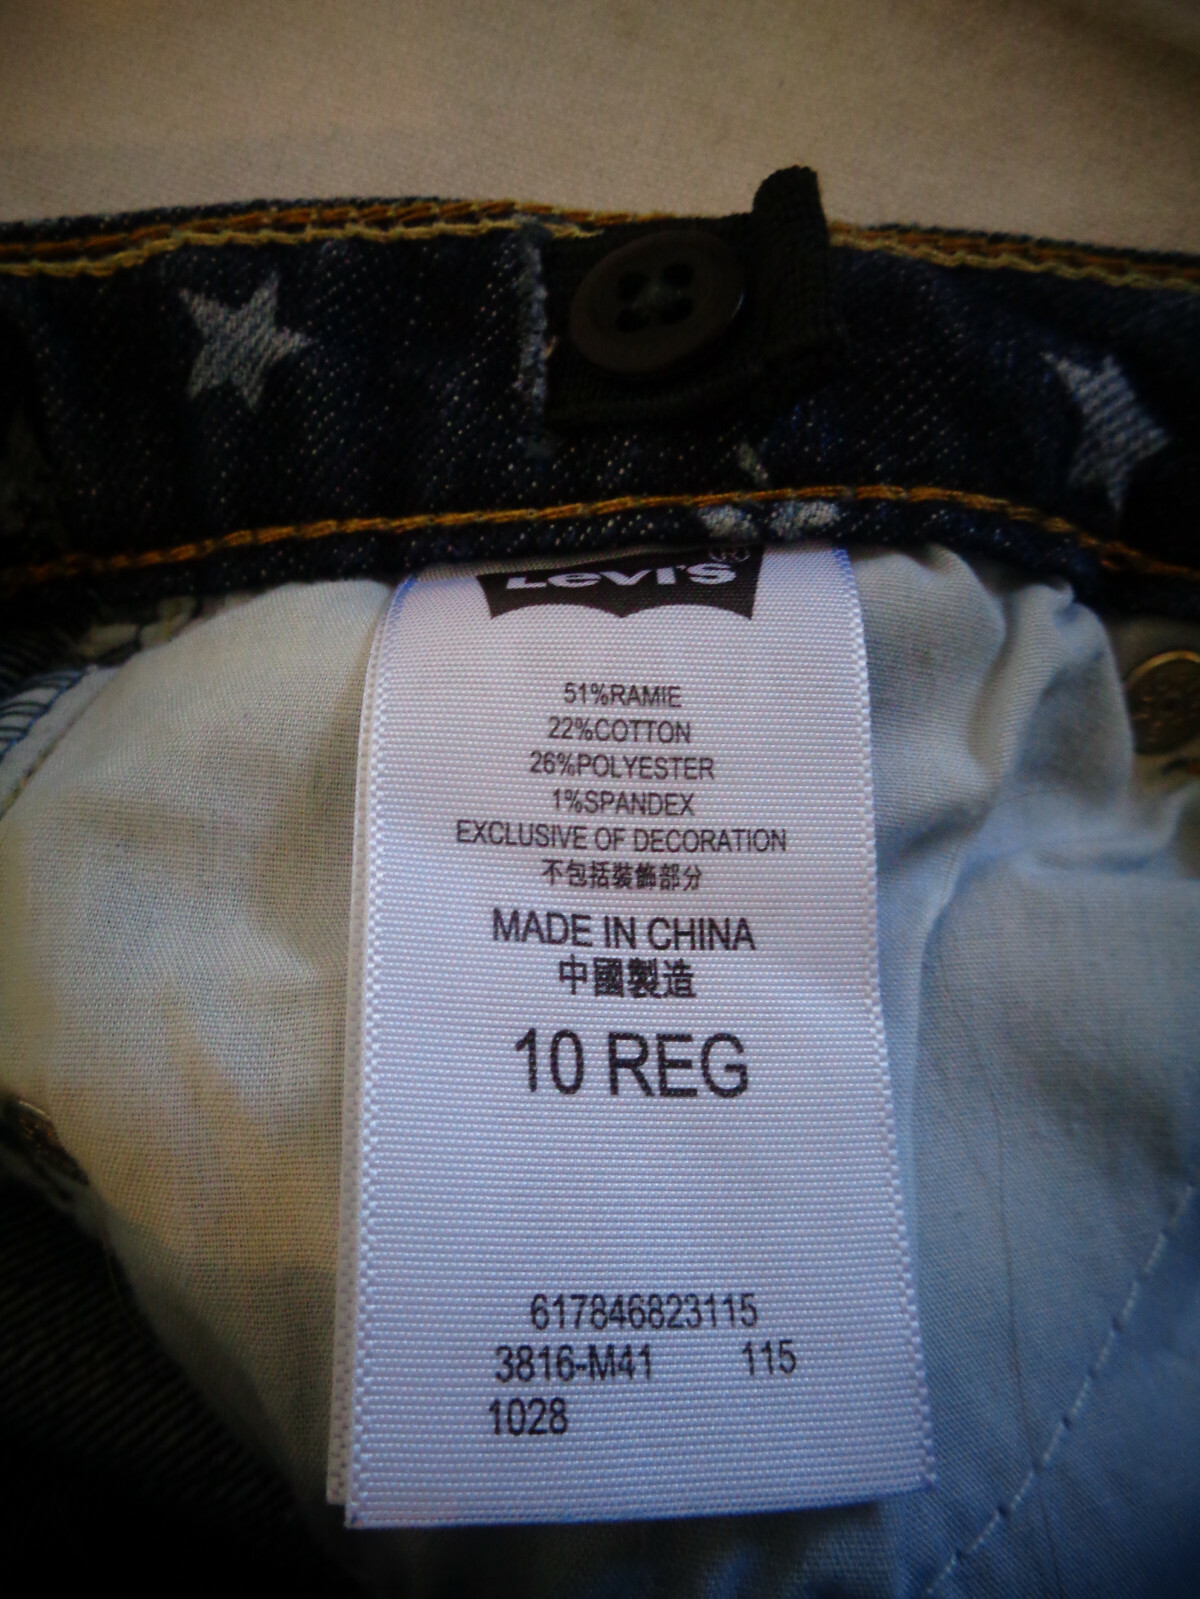 Levi's®
51%RAMIE
22%COTTON
26%POLYESTER
1%SPANDEX
EXCLUSIVE OF DECORATION
不包括裝飾部分
MADE IN CHINA
中國製造
10 REG
617846823115
3816-M41 115
1028